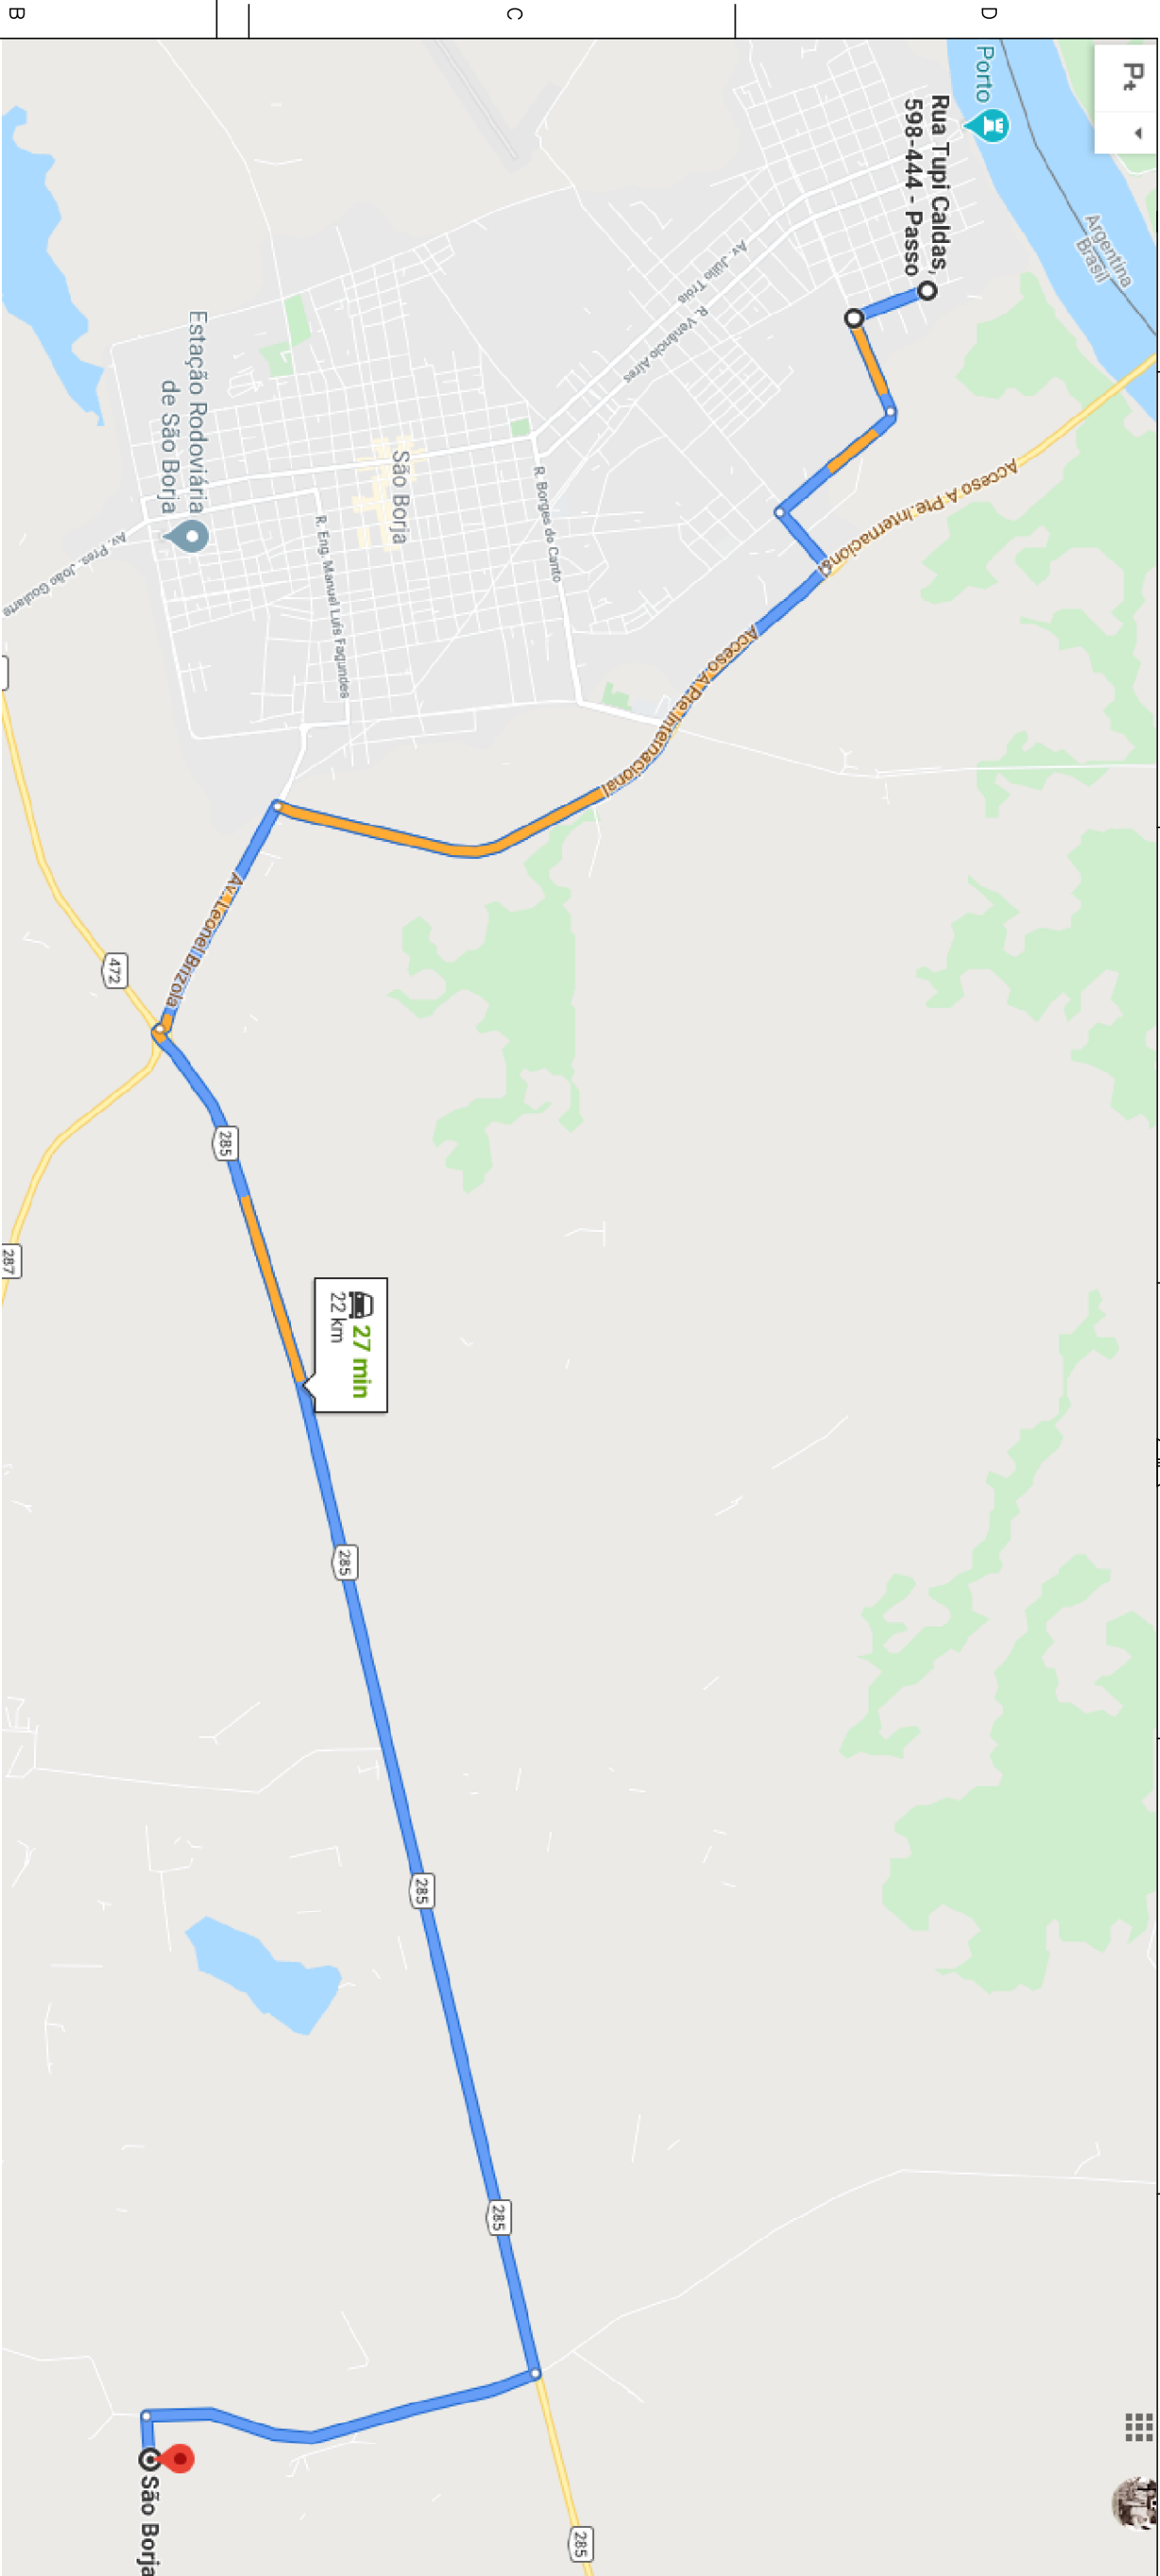 B
C
D
Porto
Argentina
Brasil
Rua Tupi Caldas,
598-444 - Passo
Acceso A Pte.Internacional
Av. Júlio Trois
R. Venâncio Aires
R. Borges do Canto
São Borja
R. Eng. Manuel Luís Fagundes
Estação Rodoviária
de São Borja
Av. Pres. João Goularte
Acceso A Pte.Internacional
Av. Leonel Brizola
472
285
287
27 min
22 km
285
285
285
285
São Borja